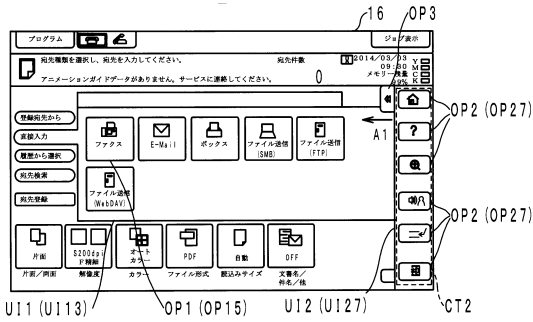 16
OP3
プログラム
ジョブ表示
宛先種類を選択し、宛先を入力してください。
宛先件数
2014/03/03
09:30
メモリー残量
99%
Y
M
C
K
アニメーションガイドデータがありません。サービスに連絡してください。
0
登録宛先から
直接入力
履歴から選択
宛先検索
宛先登録
ファクス
E-Mail
ボックス
ファイル送信
(SMB)
ファイル送信
(FTP)
ファイル送信
(WebDAV)
A1
?
OP2(OP27)
OP2(OP27)
片面
S200dpi
F精細
オート
カラー
PDF
自動
OFF
片面/両面
解像度
カラー
ファイル形式
読込みサイズ
文書名/
件名/他
UI1(UI13)
OP1(OP15)
UI2(UI27)
CT2